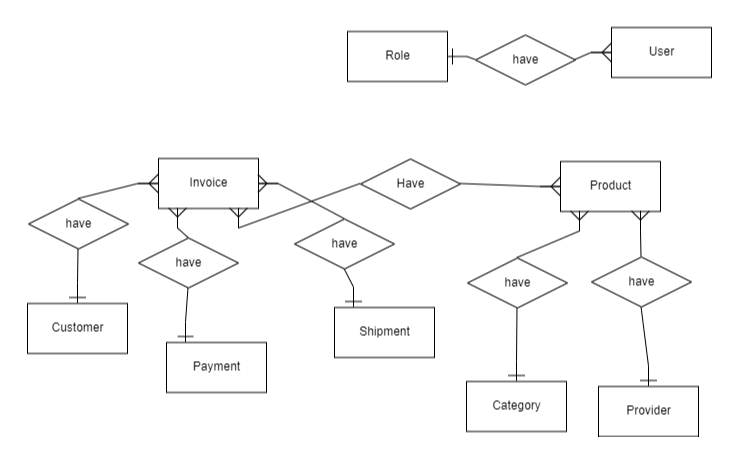 Role
have
User
Invoice
Have
Product
have
have
have
have
have
Customer
Shipment
Payment
Category
Provider